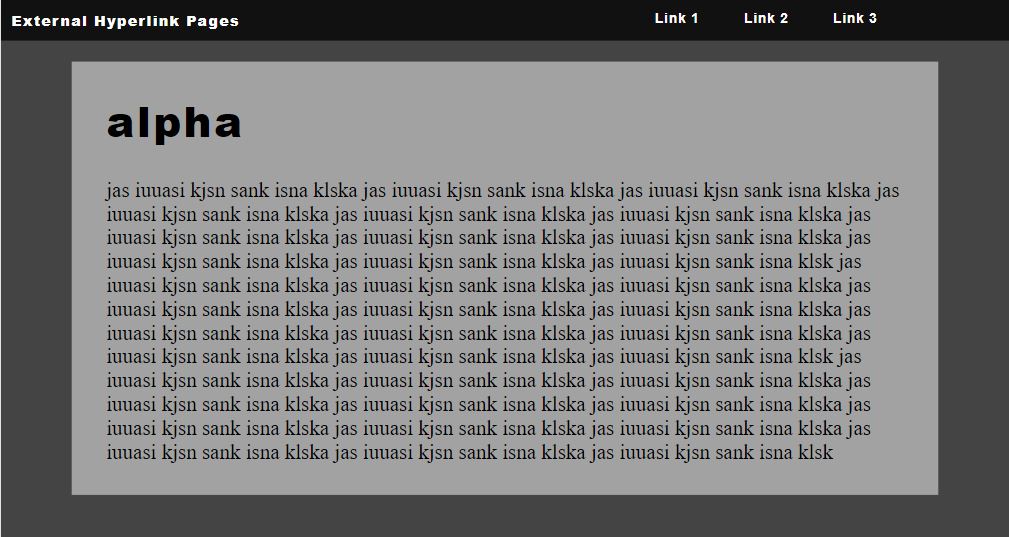 External Hyperlink Pages
Link 1 Link 2 Link 3
alpha
jas iuuasi kjsn sank isna klska jas iuuasi kjsn sank isna klska jas iuuasi kjsn sank isna klska jas
iuuasi kjsn sank isna klska jas iuuasi kjsn sank isna klska jas iuuasi kjsn sank isna klska jas
iuuasi kjsn sank isna klska jas iuuasi kjsn sank isna klska jas iuuasi kjsn sank isna klska jas
iuuasi kjsn sank isna klska jas iuuasi kjsn sank isna klska jas iuuasi kjsn sank isna klsk jas
iuuasi kjsn sank isna klska jas iuuasi kjsn sank isna klska jas iuuasi kjsn sank isna klska jas
iuuasi kjsn sank isna klska jas iuuasi kjsn sank isna klska jas iuuasi kjsn sank isna klska jas
iuuasi kjsn sank isna klska jas iuuasi kjsn sank isna klska jas iuuasi kjsn sank isna klska jas
iuuasi kjsn sank isna klska jas iuuasi kjsn sank isna klska jas iuuasi kjsn sank isna klsk jas
iuuasi kjsn sank isna klska jas iuuasi kjsn sank isna klska jas iuuasi kjsn sank isna klska jas
iuuasi kjsn sank isna klska jas iuuasi kjsn sank isna klska jas iuuasi kjsn sank isna klska jas
iuuasi kjsn sank isna klska jas iuuasi kjsn sank isna klska jas iuuasi kjsn sank isna klska jas
iuuasi kjsn sank isna klska jas iuuasi kjsn sank isna klska jas iuuasi kjsn sank isna klsk